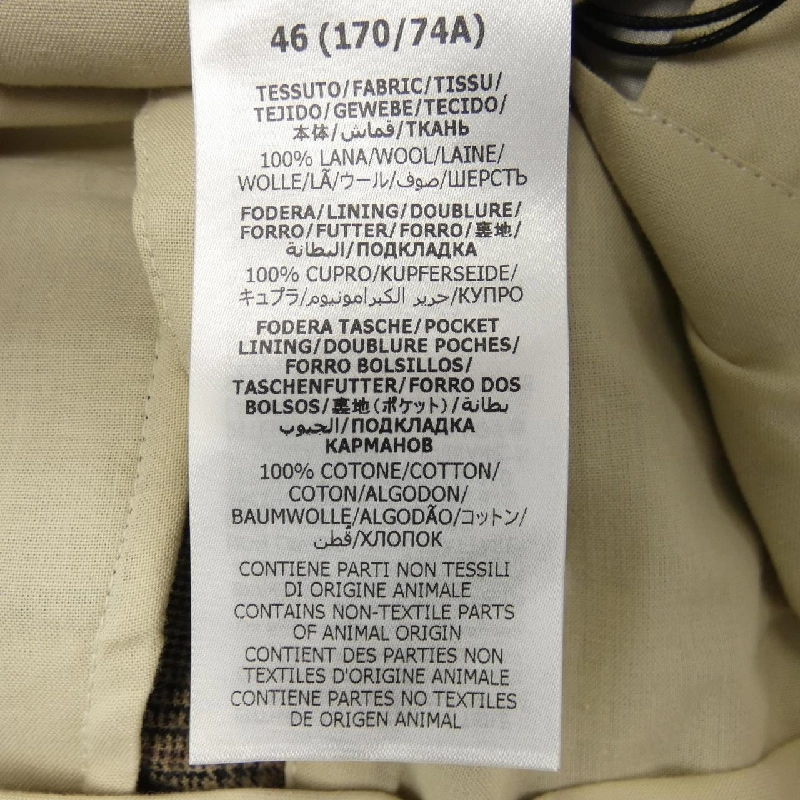 46 (170/74A)
TESSUTO/FABRIC/TISSU/
TEJIDO/GEWEBE/TECIDO/
本体/قماش/ТКАНЬ
100% LANA/WOOL/LAINE/
WOLLE/LÃ/ウール/صوف/ШЕРСТЬ
FODERA/LINING/DOUBLURE/
FORRO/FUTTER/FORRO/裏地/
البطانة/ПОДКЛАДКА
100% CUPRO/KUPFERSEIDE/
キュプラ/حرير الكبرامونيوم/КУПРО
FODERA TASCHE/POCKET
LINING/DOUBLURE POCHES/
FORRO BOLSILLOS/
TASCHENFUTTER/FORRO DOS
BOLSOS/裏地(ポケット)/بطانة
الجيوب/ПОДКЛАДКА
КАРМАНОВ
100% COTONE/COTTON/
COTON/ALGODON/
BAUMWOLLE/ALGODÃO/コットン/
قطن/ХЛОПОК
CONTIENE PARTI NON TESSILI
DI ORIGINE ANIMALE
CONTAINS NON-TEXTILE PARTS
OF ANIMAL ORIGIN
CONTIENT DES PARTIES NON
TEXTILES D'ORIGINE ANIMALE
CONTIENE PARTES NO TEXTILES
DE ORIGEN ANIMAL